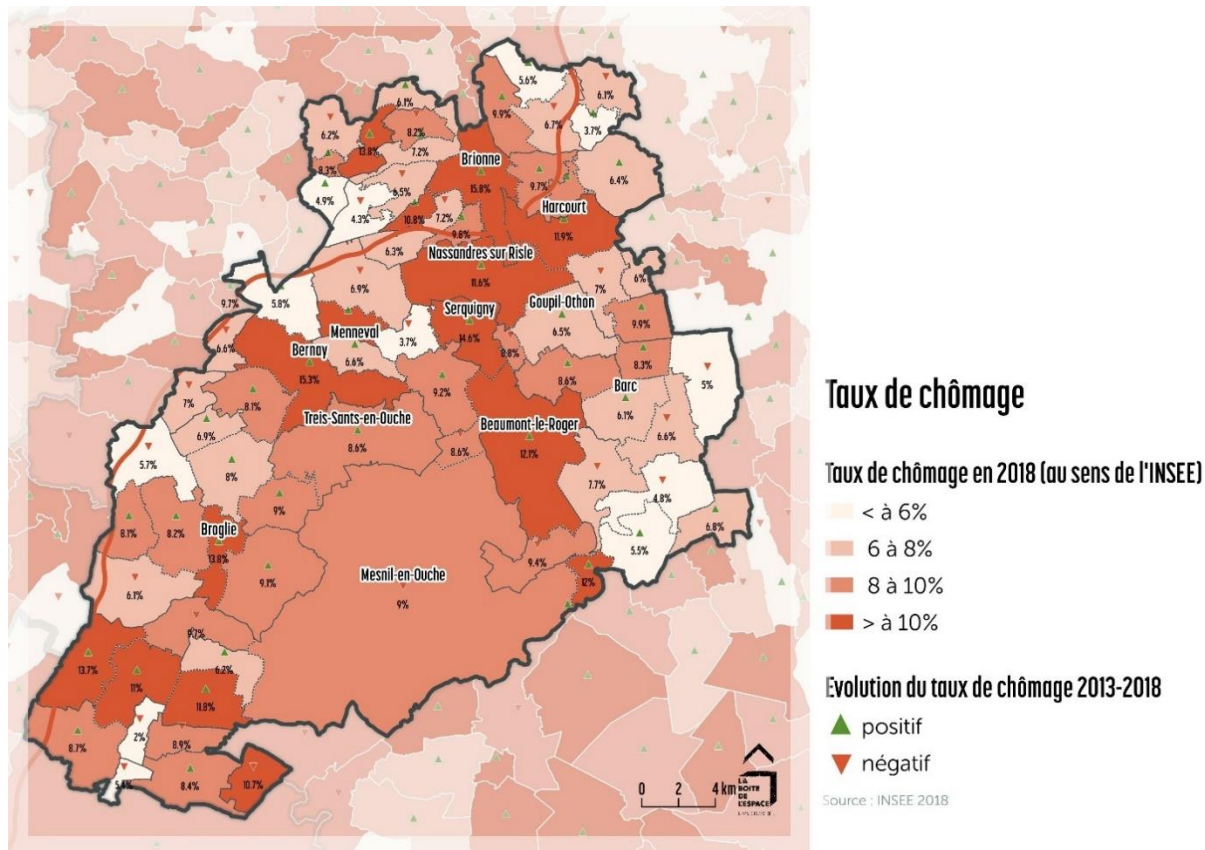 5.6%
6.1%
6.1%
9.9%
6.2%
8.2%
6.7%
3.7%
13.8%
7.2%
Brionne
8.3%
6.4%
4.9%
6.5%
15.8%
9.7%
4.3%
10.8%
7.2%
Harcourt
9.8%
11.9%
6.3%
Nassandres sur Risle
11.6%
7%
6%
6.9%
9.7%
5.8%
Serquigny
Goupil-Othon
Menneval
14.6%
6.5%
9.9%
3.7%
6.6%
Bernay
6.6%
8.8%
8.3%
15.3%
8.6%
5%
9.2%
Barc
7%
8.1%
6.1%
Treis-Sants-en-Ouche
Beaumont-le-Roger
6.9%
6.6%
8.6%
8.6%
12.1%
5.7%
8%
7.7%
4.8%
9%
6.8%
8.1%
8.2%
Broglie
5.5%
13.8%
9.1%
9.4%
Mesnil-en-Ouche
12%
6.1%
9%
9.7%
13.7%
6.2%
11%
11.8%
2%
8.7%
8.9%
5.4%
8.4%
10.7%
0 2 4 km
LA
BOITE
DE
L'ESPACE
Taux de chômage
Taux de chômage en 2018 (au sens de l'INSEE)
< à 6%
6 à 8%
8 à 10%
> à 10%
Evolution du taux de chômage 2013-2018
positif
négatif
Source : INSEE 2018